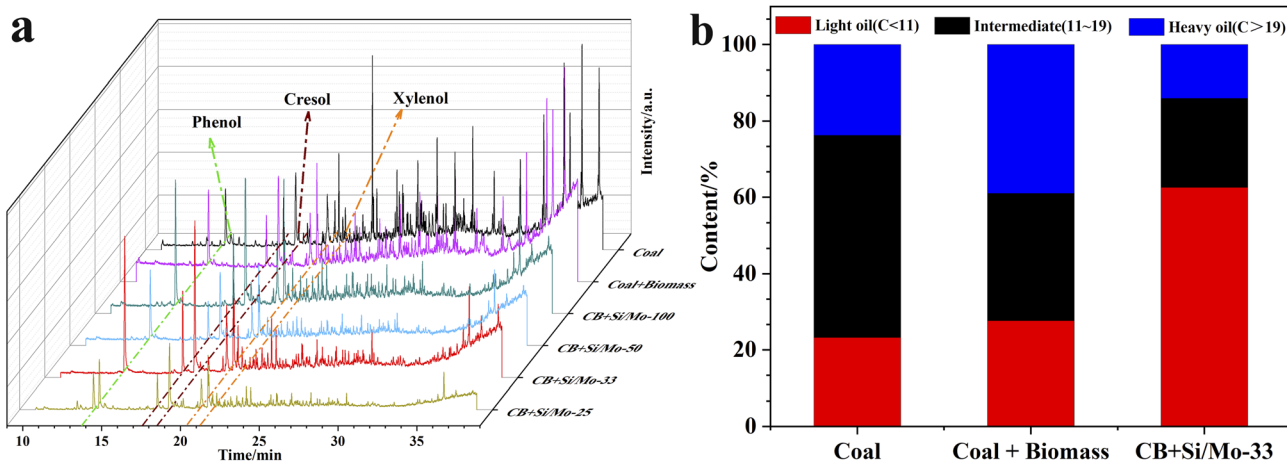 a
Phenol
Cresol
Xylenol
Intensity/a.u.
Coal
Coal+Biomass
CB+Si/Mo-100
CB+Si/Mo-50
CB+Si/Mo-33
CB+Si/Mo-25
10 15 20 25 30 35
Time/min
b
Light oil(C<11) Intermediate(11~19) Heavy oil(C＞19)
100
80
60
40
20
0
Content/%
Coal Coal + Biomass CB+Si/Mo-33